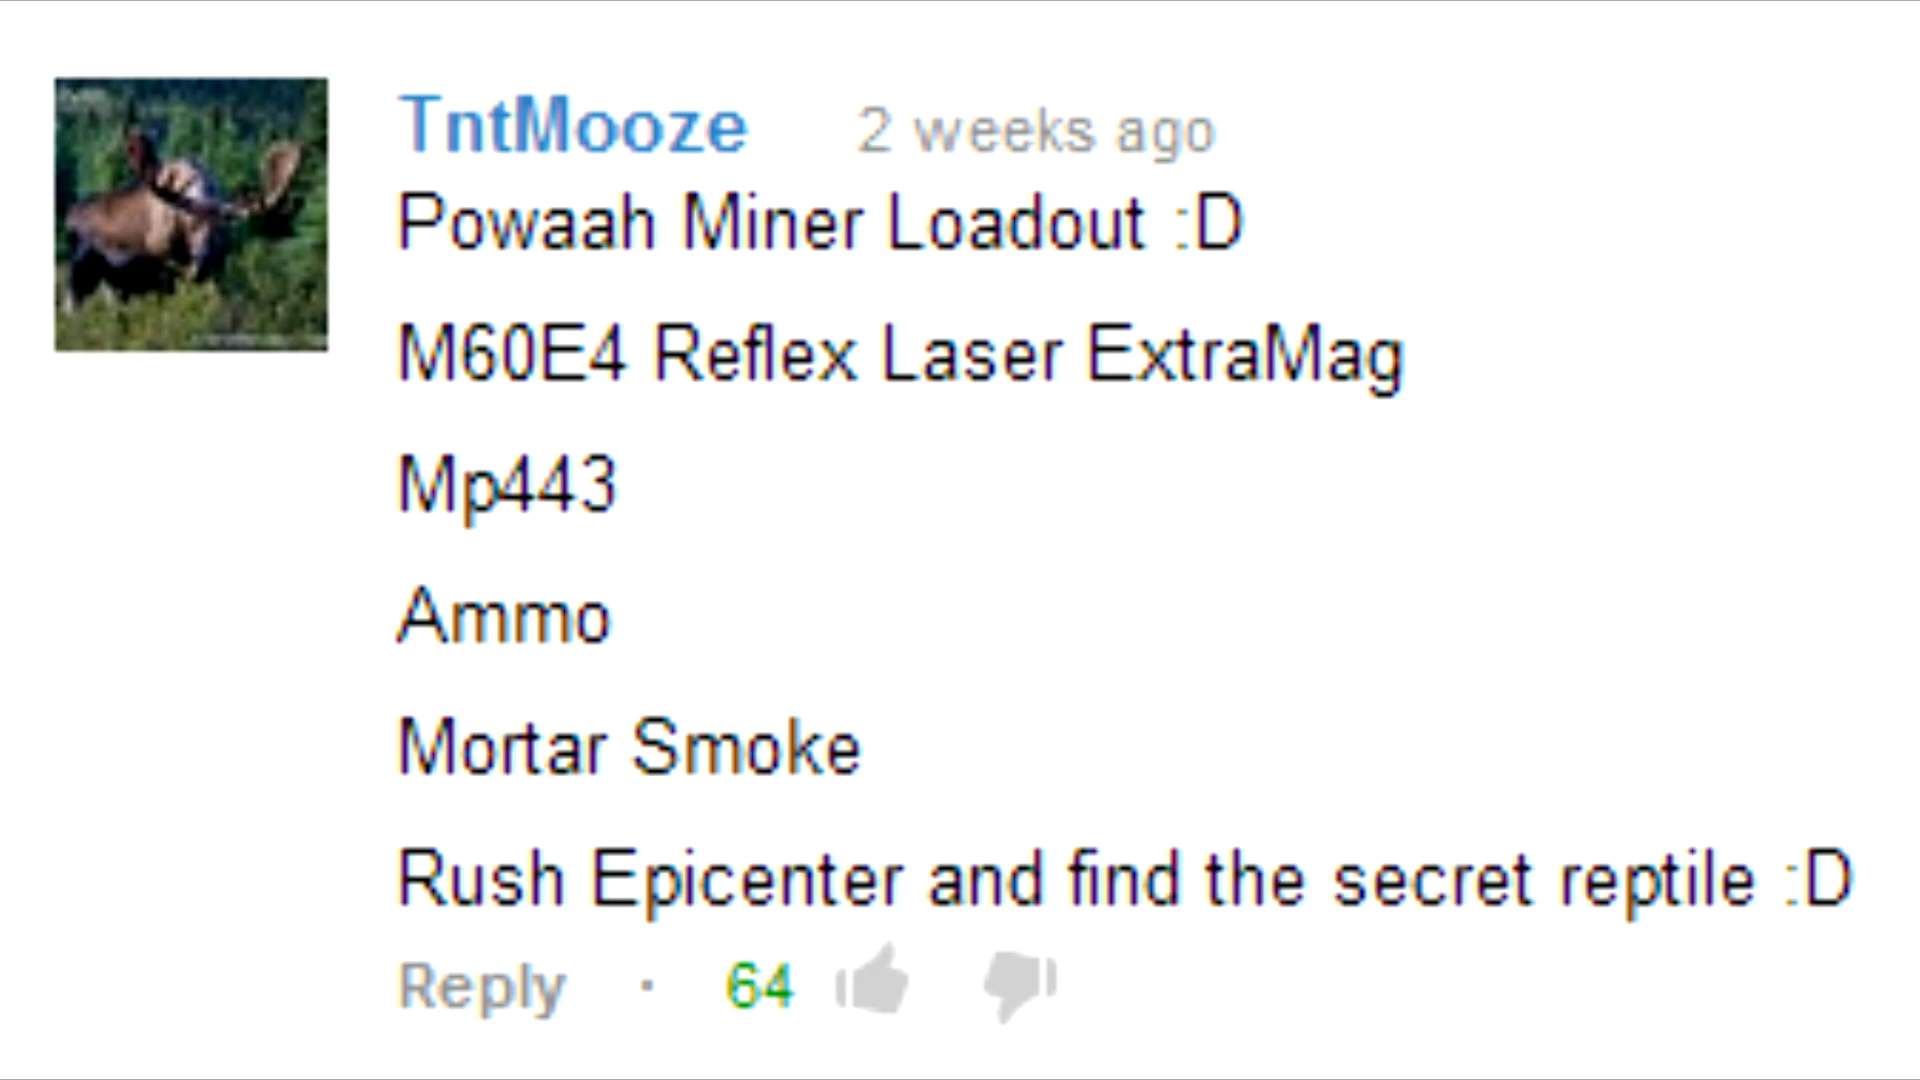 TntMooze 2 weeks ago
Powaah Miner Loadout :D
M60E4 Reflex Laser ExtraMag
Mp443
Ammo
Mortar Smoke
Rush Epicenter and find the secret reptile :D
Reply · 64